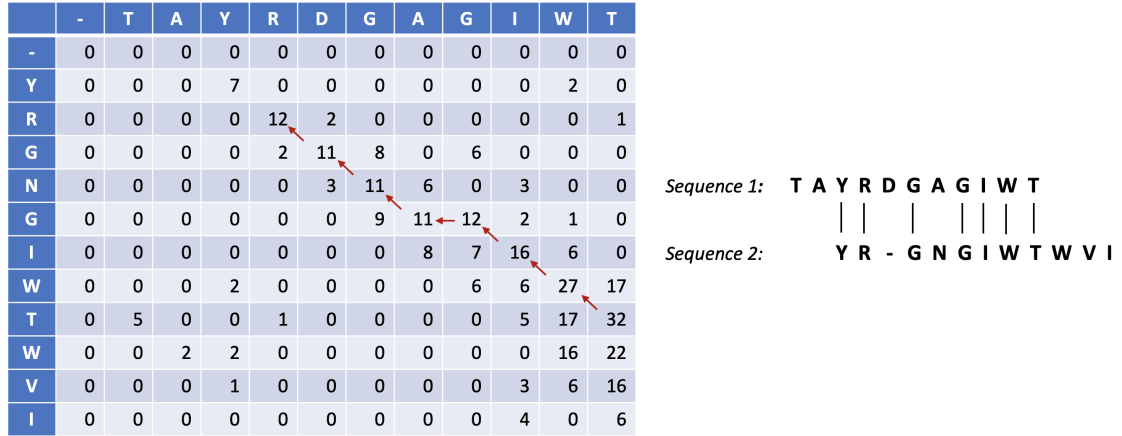 - T A Y R D G A G I W T
- 0 0 0 0 0 0 0 0 0 0 0 0
Y 0 0 0 7 0 0 0 0 0 0 2 0
R 0 0 0 0 12 2 0 0 0 0 0 1
G 0 0 0 0 2 11 8 0 6 0 0 0
N 0 0 0 0 0 3 11 6 0 3 0 0
G 0 0 0 0 0 0 9 11 12 2 1 0
I 0 0 0 0 0 0 0 8 7 16 6 0
W 0 0 0 2 0 0 0 0 6 6 27 17
T 0 5 0 0 1 0 0 0 0 5 17 32
W 0 0 2 2 0 0 0 0 0 0 16 22
V 0 0 0 1 0 0 0 0 0 3 6 16
I 0 0 0 0 0 0 0 0 0 4 0 6
Sequence 1: T A Y R D G A G I W T
Sequence 2: Y R - G N G I W T W V I